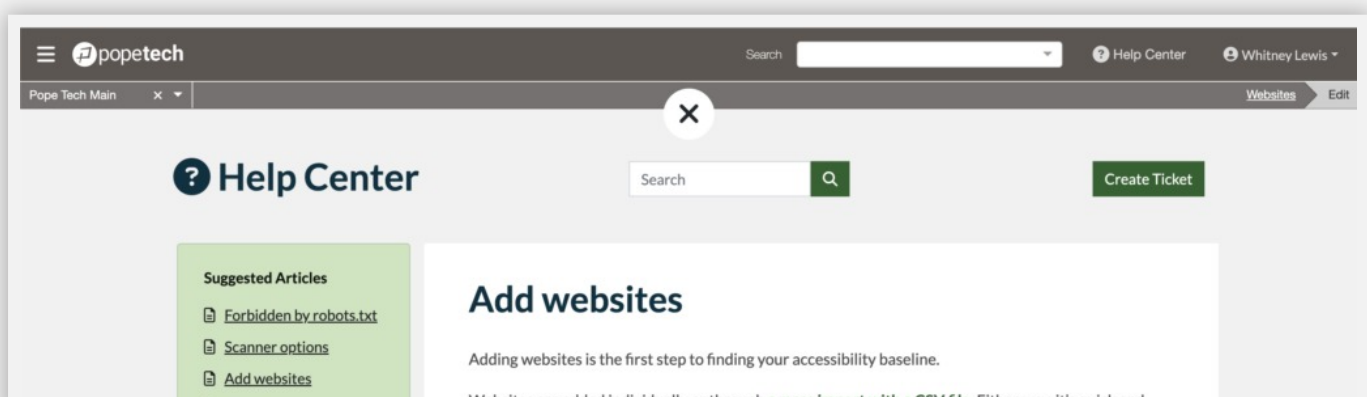 popetech
Search
Help Center
Whitney Lewis
Pope Tech Main
Websites
Edit
Help Center
Search
Create Ticket
Suggested Articles
Forbidden by robots.txt
Scanner options
Add websites
Add websites
Adding websites is the first step to finding your accessibility baseline.